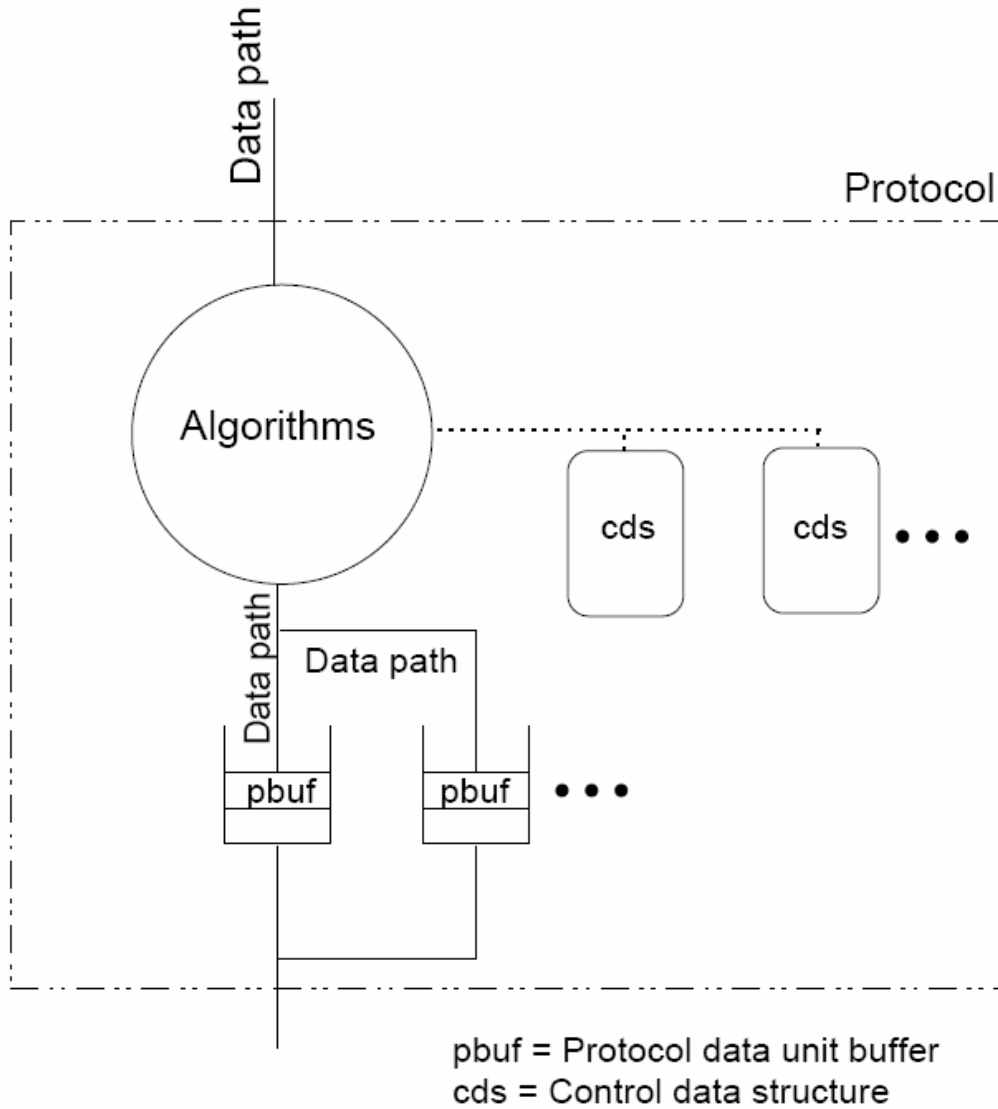 Data path
Protocol
Algorithms
cds
cds
Data path
Data path
pbuf
pbuf
pbuf = Protocol data unit buffer
cds = Control data structure